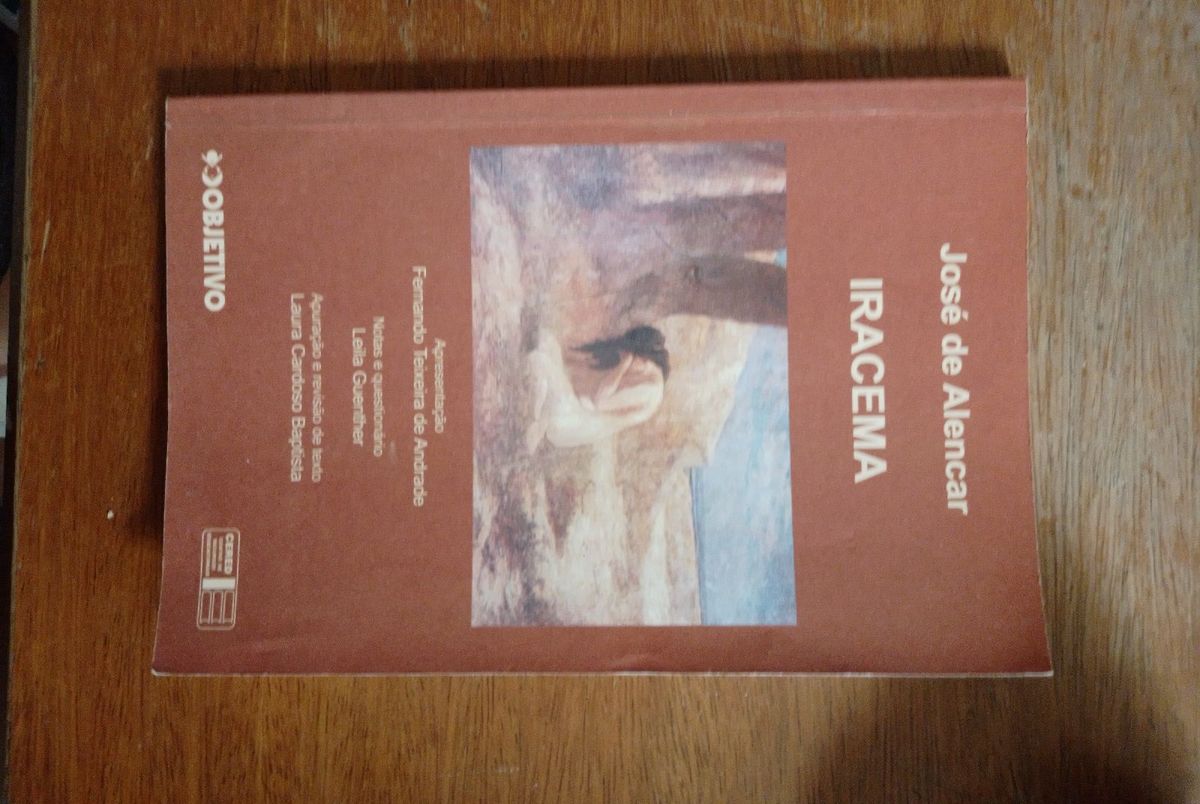 José de Alencar
IRACEMA
Apresentação
Fernando Teixeira de Andrade
Notas e questionário
Leila Guenther
Apuração e revisão de texto
Laura Cardoso Baptista
OBJETIVO
CERED